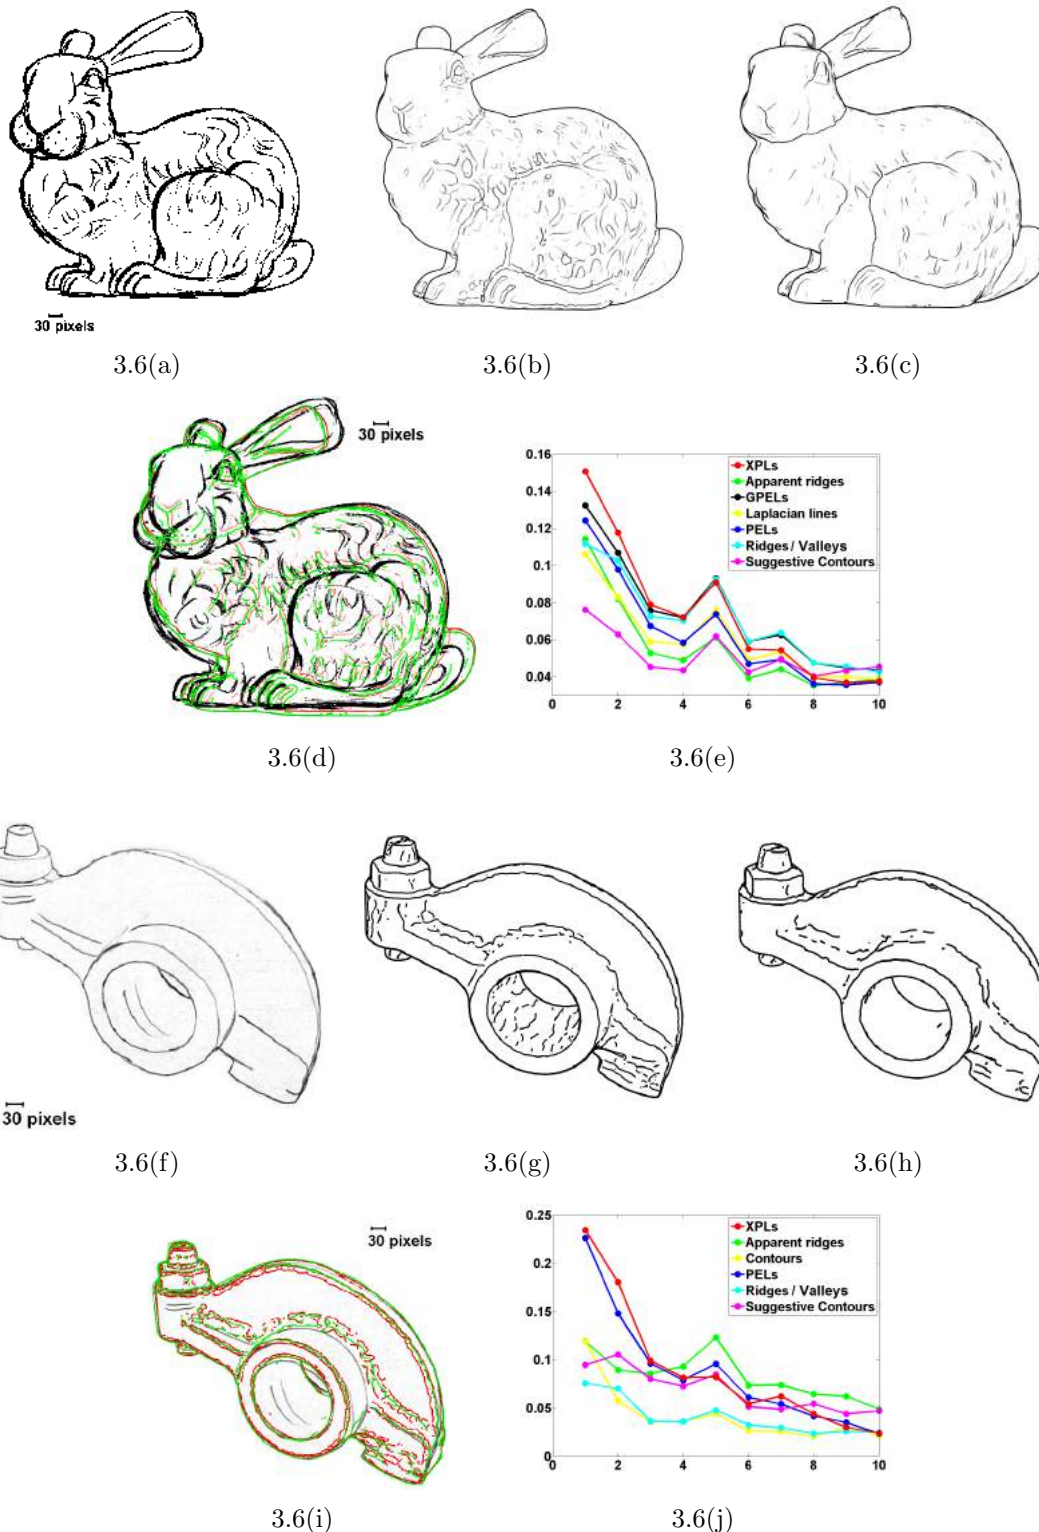 30 pixels
3.6(a)
3.6(b)
3.6(c)
30 pixels
0.16
0.14
0.12
0.1
0.08
0.06
0.04
0 2 4 6 8 10
XPLs
Apparent ridges
GPELs
Laplacian lines
PELs
Ridges / Valleys
Suggestive Contours
3.6(d)
3.6(e)
30 pixels
3.6(f)
3.6(g)
3.6(h)
30 pixels
0.25
0.2
0.15
0.1
0.05
0
0 2 4 6 8 10
XPLs
Apparent ridges
Contours
PELs
Ridges / Valleys
Suggestive Contours
3.6(i)
3.6(j)